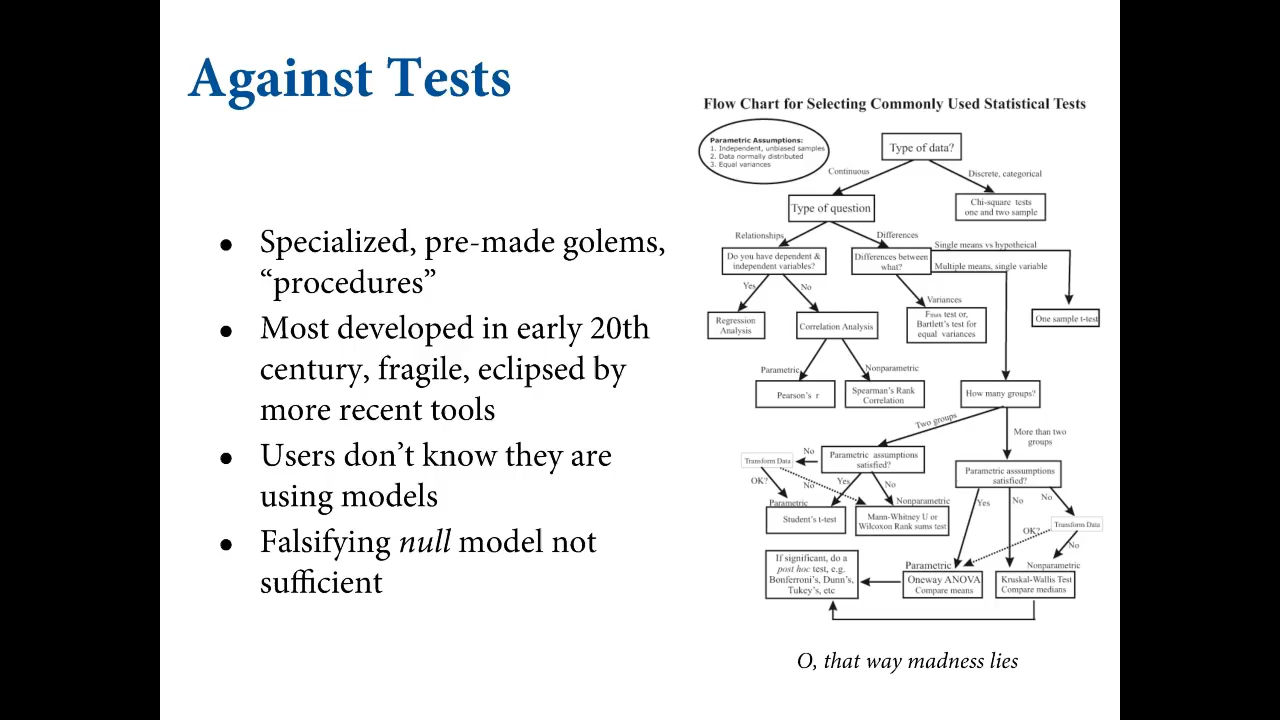 Against Tests
● Specialized, pre-made golems,
“procedures”
● Most developed in early 20th
century, fragile, eclipsed by
more recent tools
● Users don’t know they are
using models
● Falsifying null model not
sufficient
Flow Chart for Selecting Commonly Used Statistical Tests
Parametric Assumptions:
1. Independent, unbiased samples
2. Data normally distributed
3. Equal variances
Type of data?
Continuous
Discrete, categorical
Type of question
Chi-square tests
one and two sample
Relationships
Differences
Do you have dependent &
independent variables?
Differences between
what?
Single means vs hypotheical
Multiple means, single variable
Yes
No
Variances
Regression
Analysis
Correlation Analysis
Fmax test or,
Bartlett's test for
equal variances
One sample t-test
Parametric
Nonparametric
Pearson's r
Spearman's Rank
Correlation
How many groups?
Two groups
More than two
groups
Parametric assumptions
satisfied?
No
Transform Data
OK?
No
Yes
No
Parametric
Nonparametric
Student's t-test
Mann-Whitney U or
Wilcoxon Rank sums test
Parametric asssumptions
satisfied?
Yes
No
No
Transform Data
OK?
No
Parametric
Nonparametric
If significant, do a
post hoc test, e.g.
Bonferroni's, Dunn's,
Tukey's, etc
Oneway ANOVA
Compare means
Kruskal-Wallis Test
Compare medians
O, that way madness lies